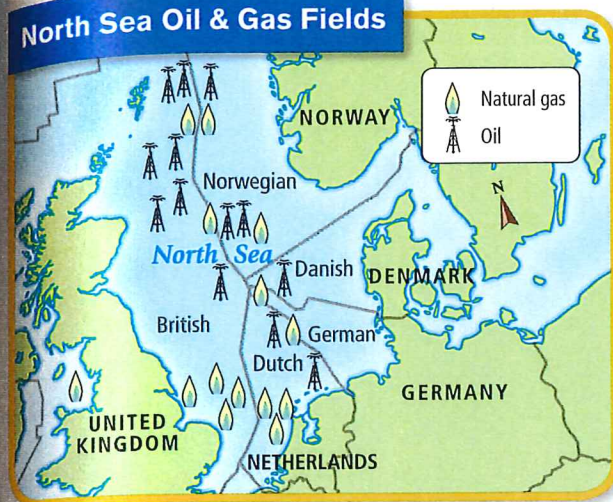 North Sea Oil & Gas Fields
Natural gas
Oil
NORWAY
N
Norwegian
North Sea
Danish
DENMARK
British
German
Dutch
GERMANY
UNITED
KINGDOM
NETHERLANDS